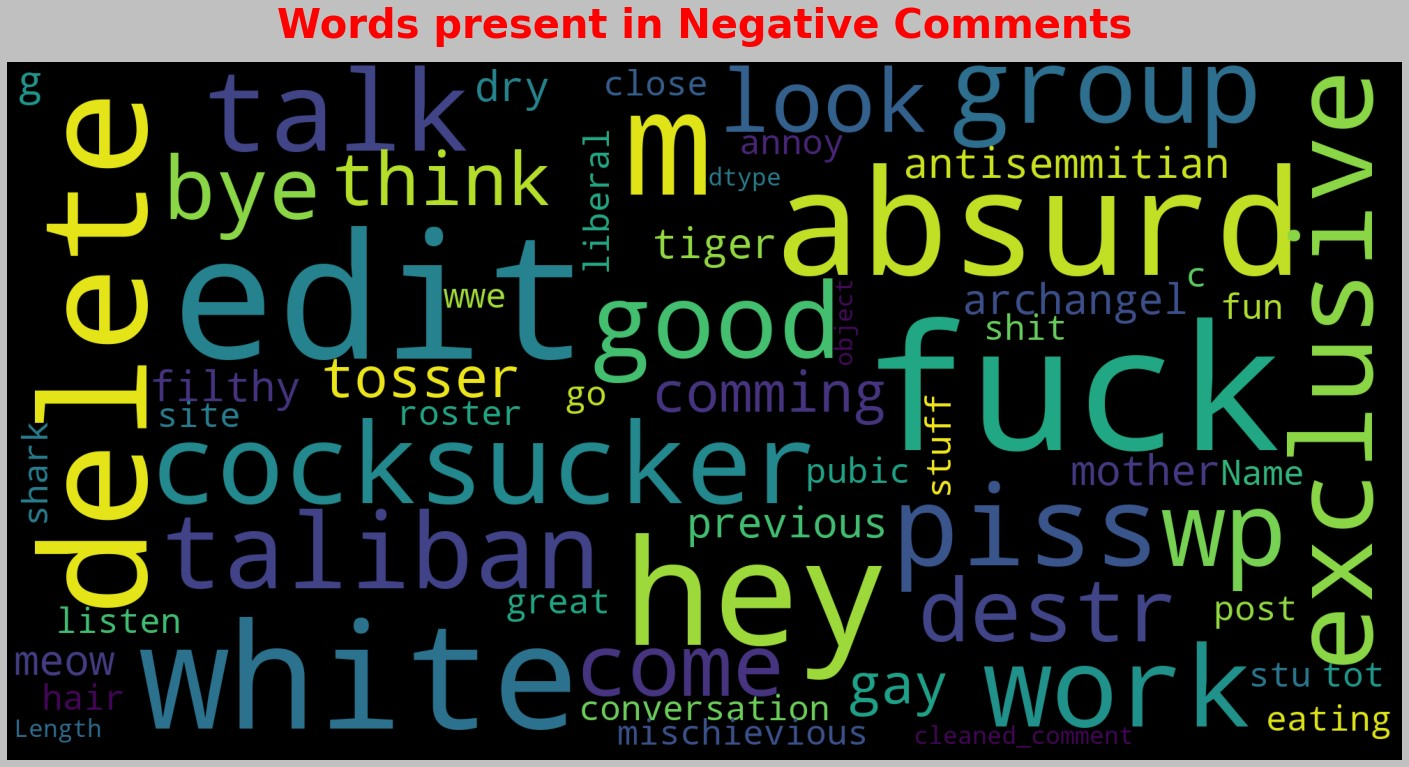 Words present in Negative Comments
g
talk
dry
close
look
group
delete
bye
think
liberal
m
annoy
dtype
antisemmitian
absurd
exclusive
edit
wwe
tiger
good
object
archangel
c
fun
shit
fuck
filthy
tosser
go
comming
site
roster
stuff
shark
cocksucker
pubic
mother
Name
taliban
previous
piss
wp
hey
great
destr
post
listen
meow
white
come
gay
work
stu
tot
hair
conversation
eating
Length
mischievious
cleaned_comment